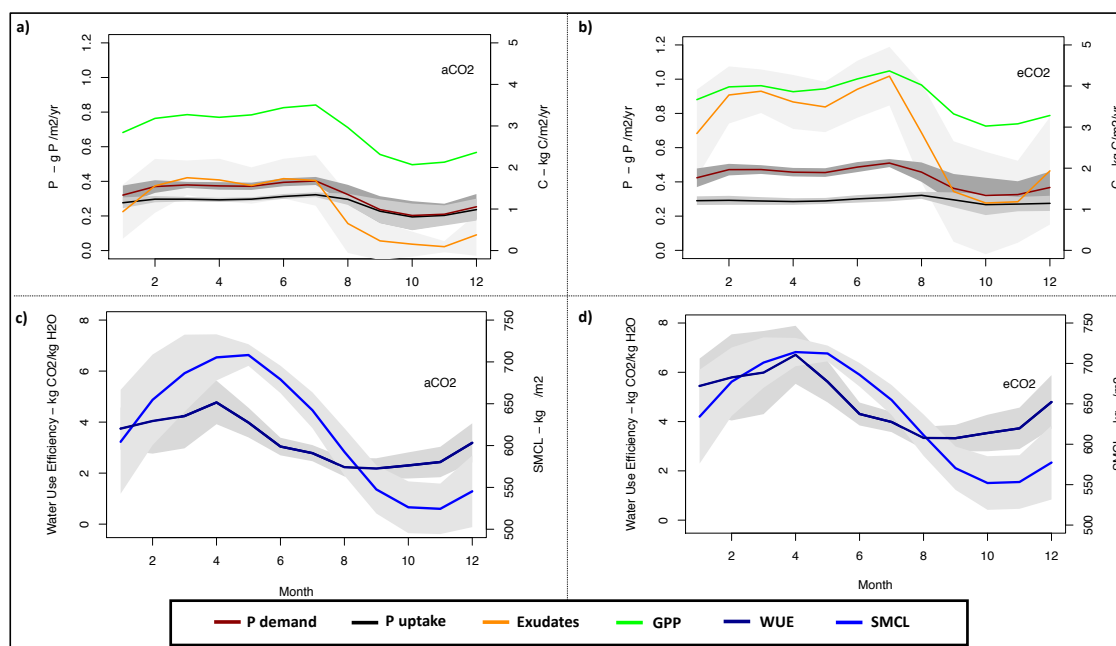 a)
aCO2
P – g P /m2/yr
1.2
1.0
0.8
0.6
0.4
0.2
0.0
5
4
3
2
1
0
C – kg C/m2/yr
2 4 6 8 10 12
b)
eCO2
P – g P /m2/yr
1.2
1.0
0.8
0.6
0.4
0.2
0.0
5
4
3
2
1
0
C – kg C/m2/yr
2 4 6 8 10 12
c)
aCO2
Water Use Efficiency – kg CO2/kg H2O
8
6
4
2
0
750
700
650
600
550
500
SMCL – kg /m2
2 4 6 8 10 12
Month
d)
eCO2
Water Use Efficiency – kg CO2/kg H2O
8
6
4
2
0
750
700
650
600
550
500
2 4 6 8 10 12
Month
P demand P uptake Exudates GPP WUE SMCL